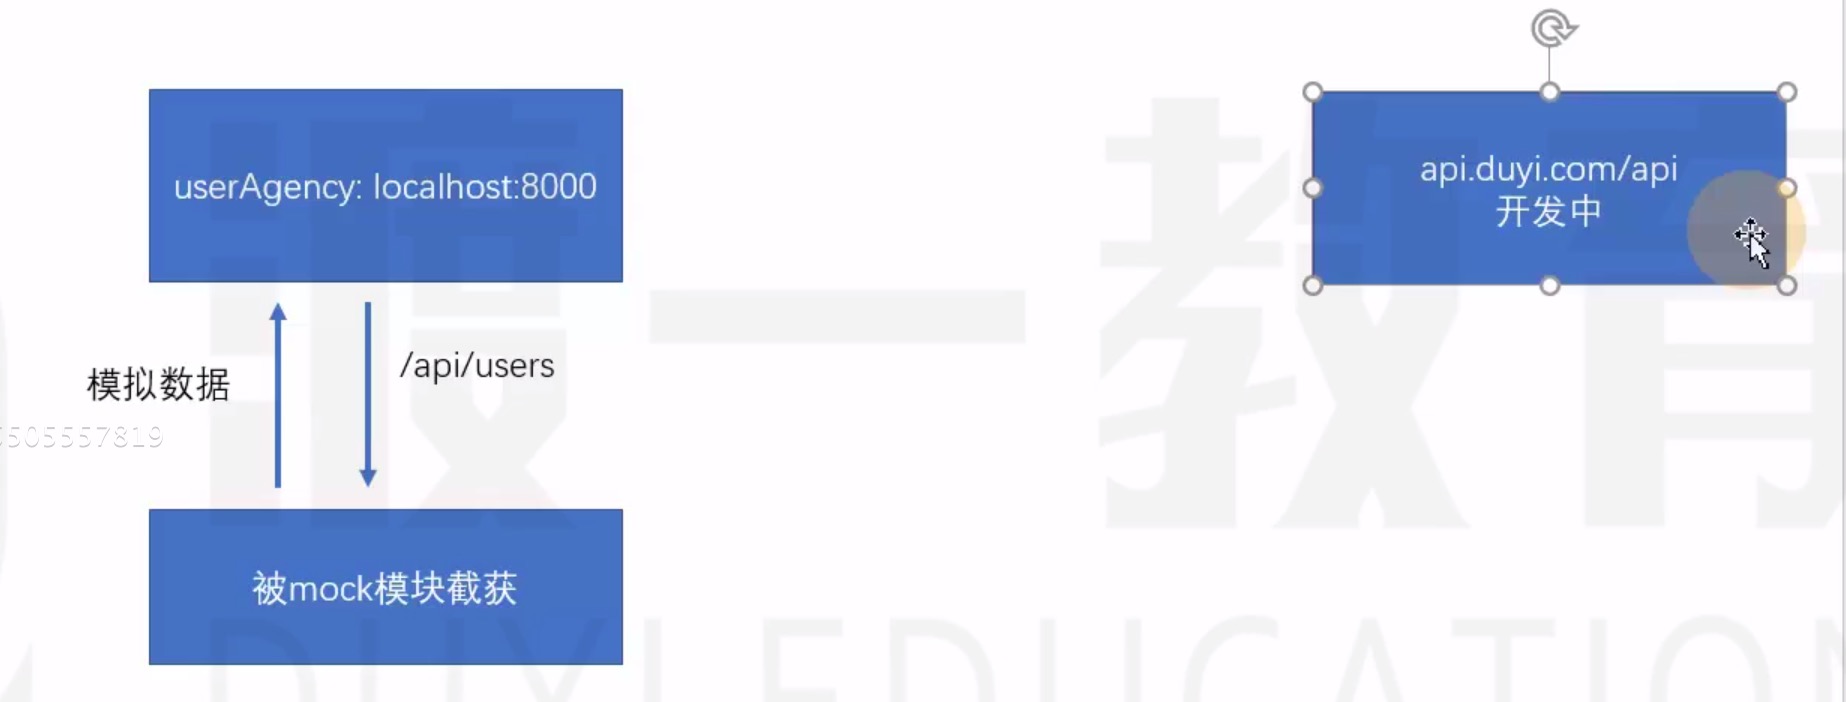 userAgency: localhost:8000
api.duyi.com/api
开发中
模拟数据
/api/users
505557819
被mock模块截获
渡一教育
DUYI EDUCATION